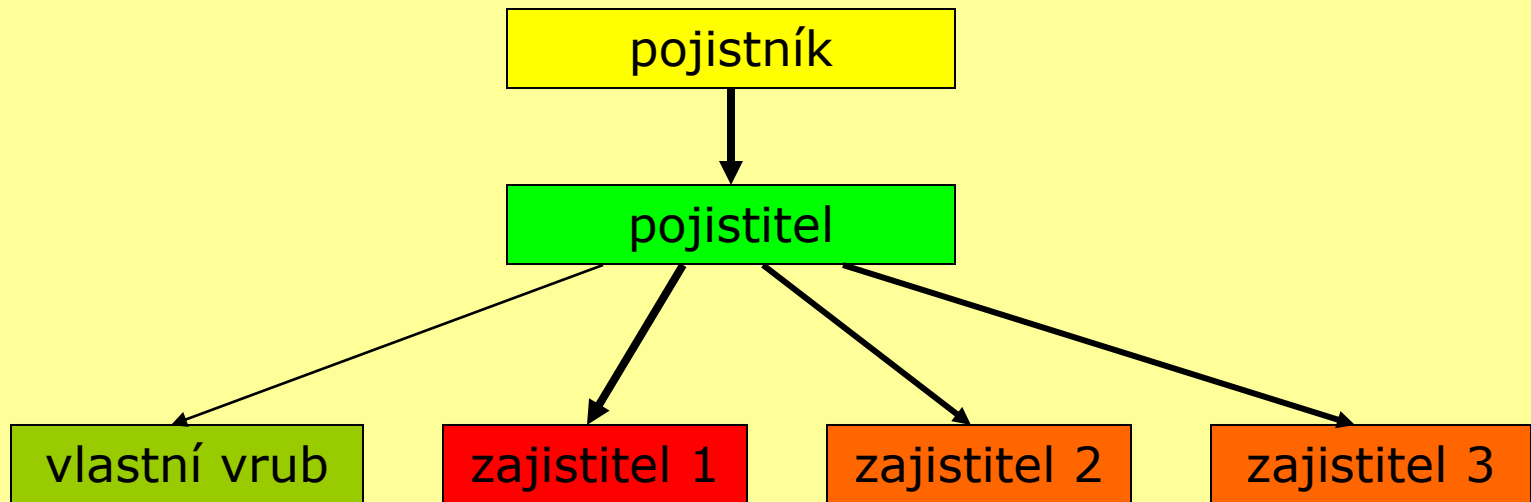 pojistník
pojistitel
vlastní vrub
zajistitel 1
zajistitel 2
zajistitel 3